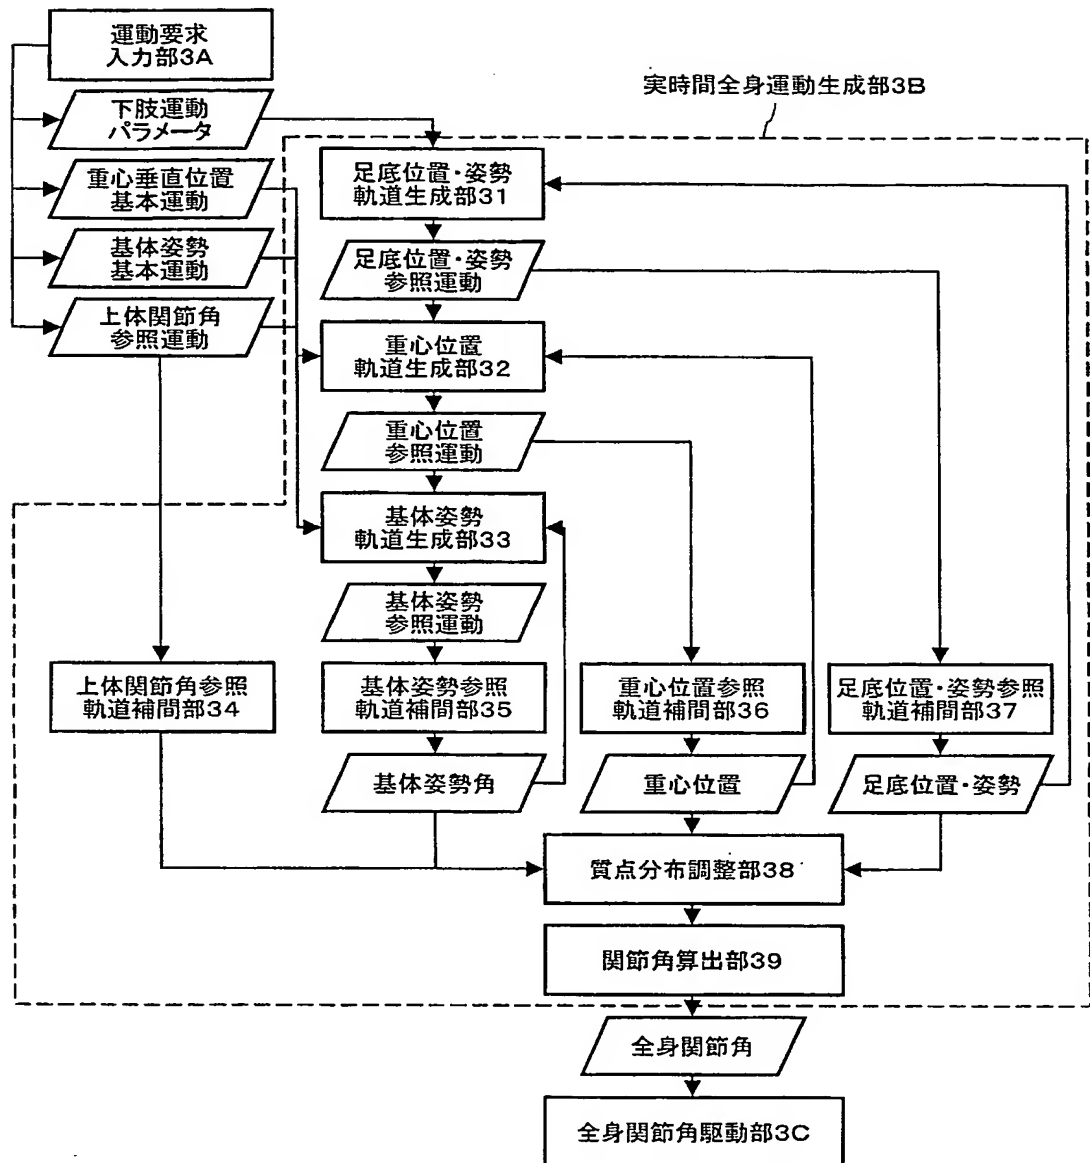 運動要求
入力部3A
実時間全身運動生成部3B
下肢運動
パラメータ
重心垂直位置
基本運動
基体姿勢
基本運動
上体関節角
参照運動
足底位置・姿勢
軌道生成部31
足底位置・姿勢
参照運動
重心位置
軌道生成部32
重心位置
参照運動
基体姿勢
軌道生成部33
基体姿勢
参照運動
上体関節角参照
軌道補間部34
基体姿勢参照
軌道補間部35
重心位置参照
軌道補間部36
足底位置・姿勢参照
軌道補間部37
基体姿勢角
重心位置
足底位置・姿勢
質点分布調整部38
関節角算出部39
全身関節角
全身関節角駆動部3C